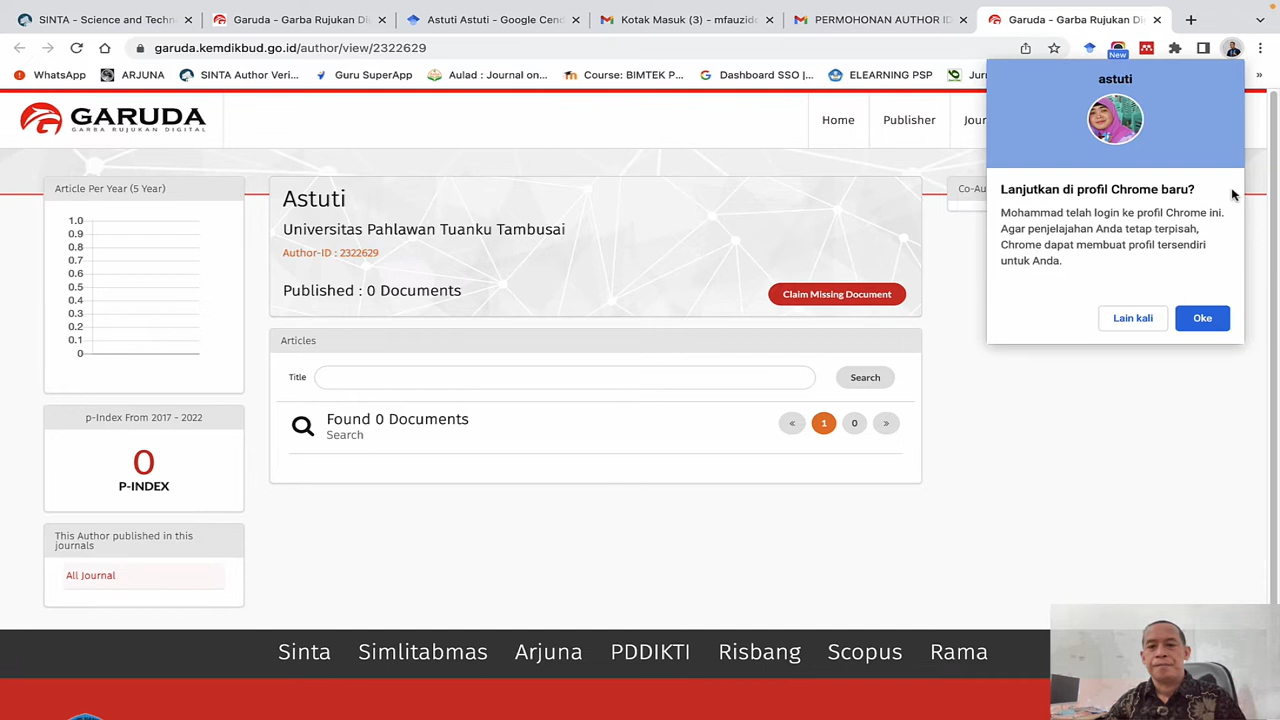 SINTA - Science and Techn
Garuda - Garba Rujukan Di
Astuti Astuti - Google Cend
Kotak Masuk (3) - mfauzid
PERMOHONAN AUTHOR ID
Garuda - Garba Rujukan Di
garuda.kemdikbud.go.id/author/view/2322629
New
WhatsApp
ARJUNA
SINTA Author Veri...
Guru SuperApp
Aulad : Journal on...
Course: BIMTEK P...
Dashboard SSO |...
ELEARNING PSP
Jur
»
GARUDA
GARBA RUJUKAN DIGITAL
Home
Publisher
Jour
astuti
Lanjutkan di profil Chrome baru?
Mohammad telah login ke profil Chrome ini.
Agar penjelajahan Anda tetap terpisah,
Chrome dapat membuat profil tersendiri
untuk Anda.
Lain kali
Oke
Article Per Year (5 Year)
1.0
0.9
0.8
0.7
0.6
0.5
0.4
0.3
0.2
0.1
0
Astuti
Universitas Pahlawan Tuanku Tambusai
Author-ID : 2322629
Published : 0 Documents
Claim Missing Document
Co-Au
Articles
Title
Search
Found 0 Documents
Search
«
1
0
»
p-Index From 2017 - 2022
0
P-INDEX
This Author published in this
journals
All Journal
Sinta
Simlitabmas
Arjuna
PDDIKTI
Risbang
Scopus
Rama